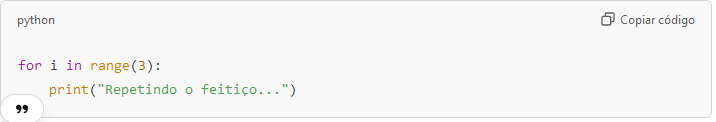 python
Copiar código
for i in range(3):
    print("Repetindo o feitiço...")
”